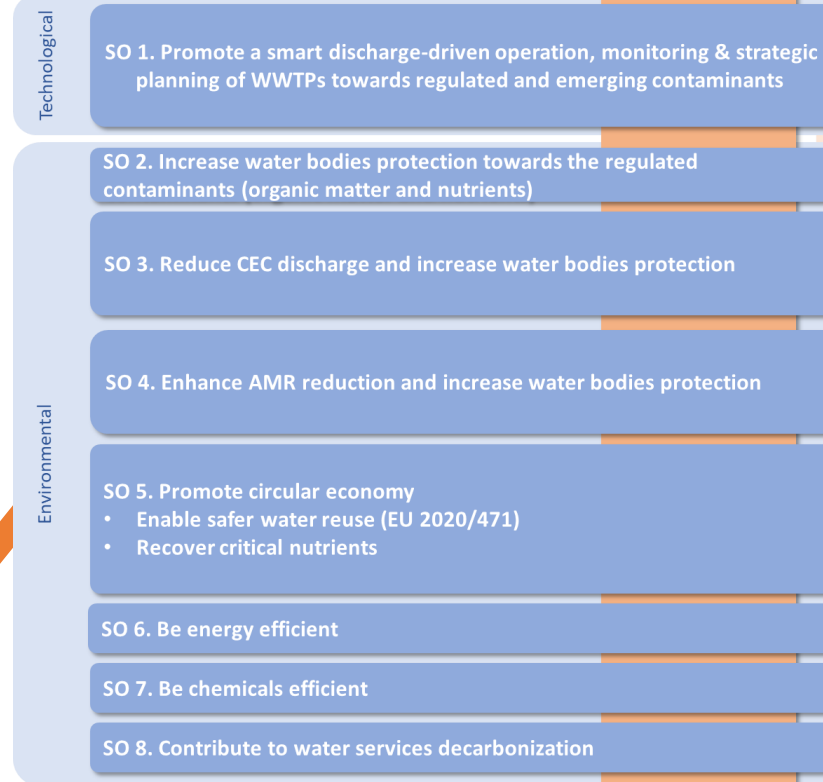 Technological
SO 1. Promote a smart discharge-driven operation, monitoring & strategic
planning of WWTPs towards regulated and emerging contaminants
Environmental
SO 2. Increase water bodies protection towards the regulated
contaminants (organic matter and nutrients)
SO 3. Reduce CEC discharge and increase water bodies protection
SO 4. Enhance AMR reduction and increase water bodies protection
SO 5. Promote circular economy
• Enable safer water reuse (EU 2020/471)
• Recover critical nutrients
SO 6. Be energy efficient
SO 7. Be chemicals efficient
SO 8. Contribute to water services decarbonization